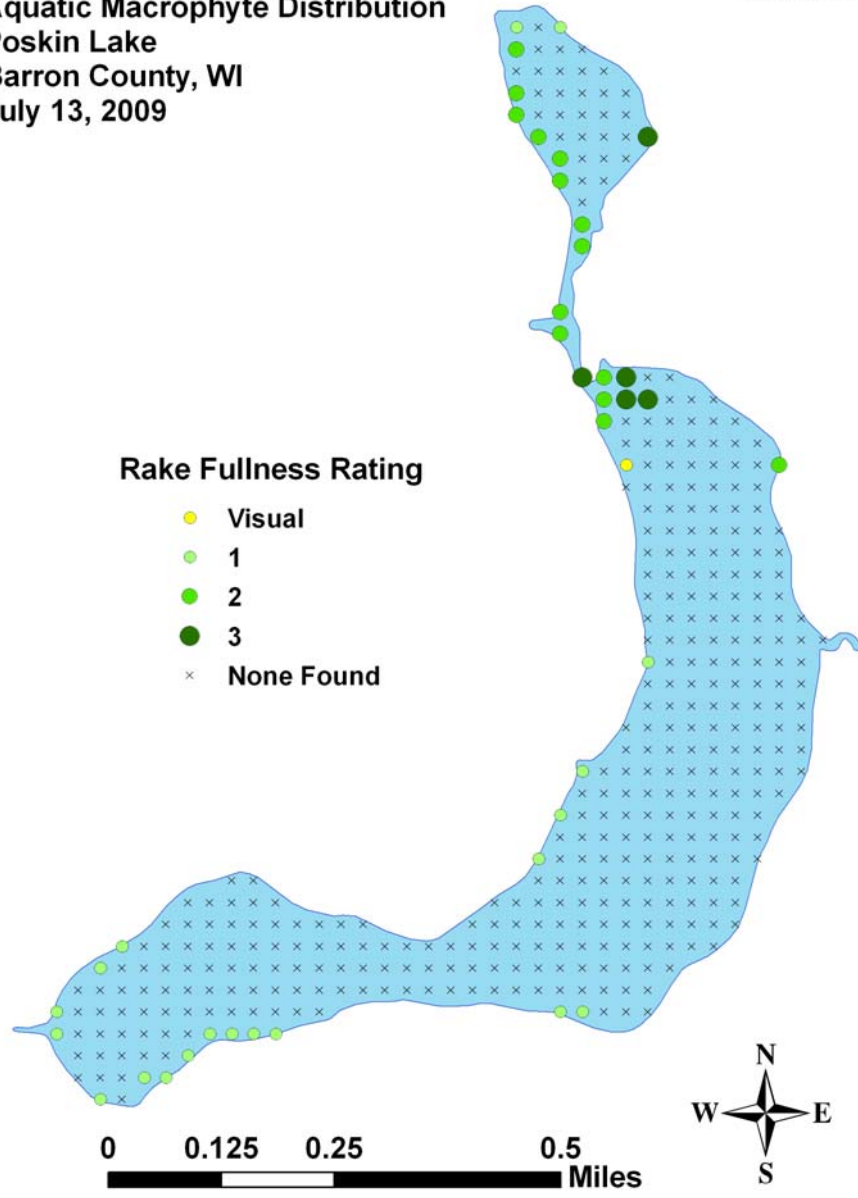 Aquatic Macrophyte Distribution
Poskin Lake
Barron County, WI
July 13, 2009
Rake Fullness Rating
Visual
1
2
3
None Found
N
W
E
S
0
0.125
0.25
0.5
Miles